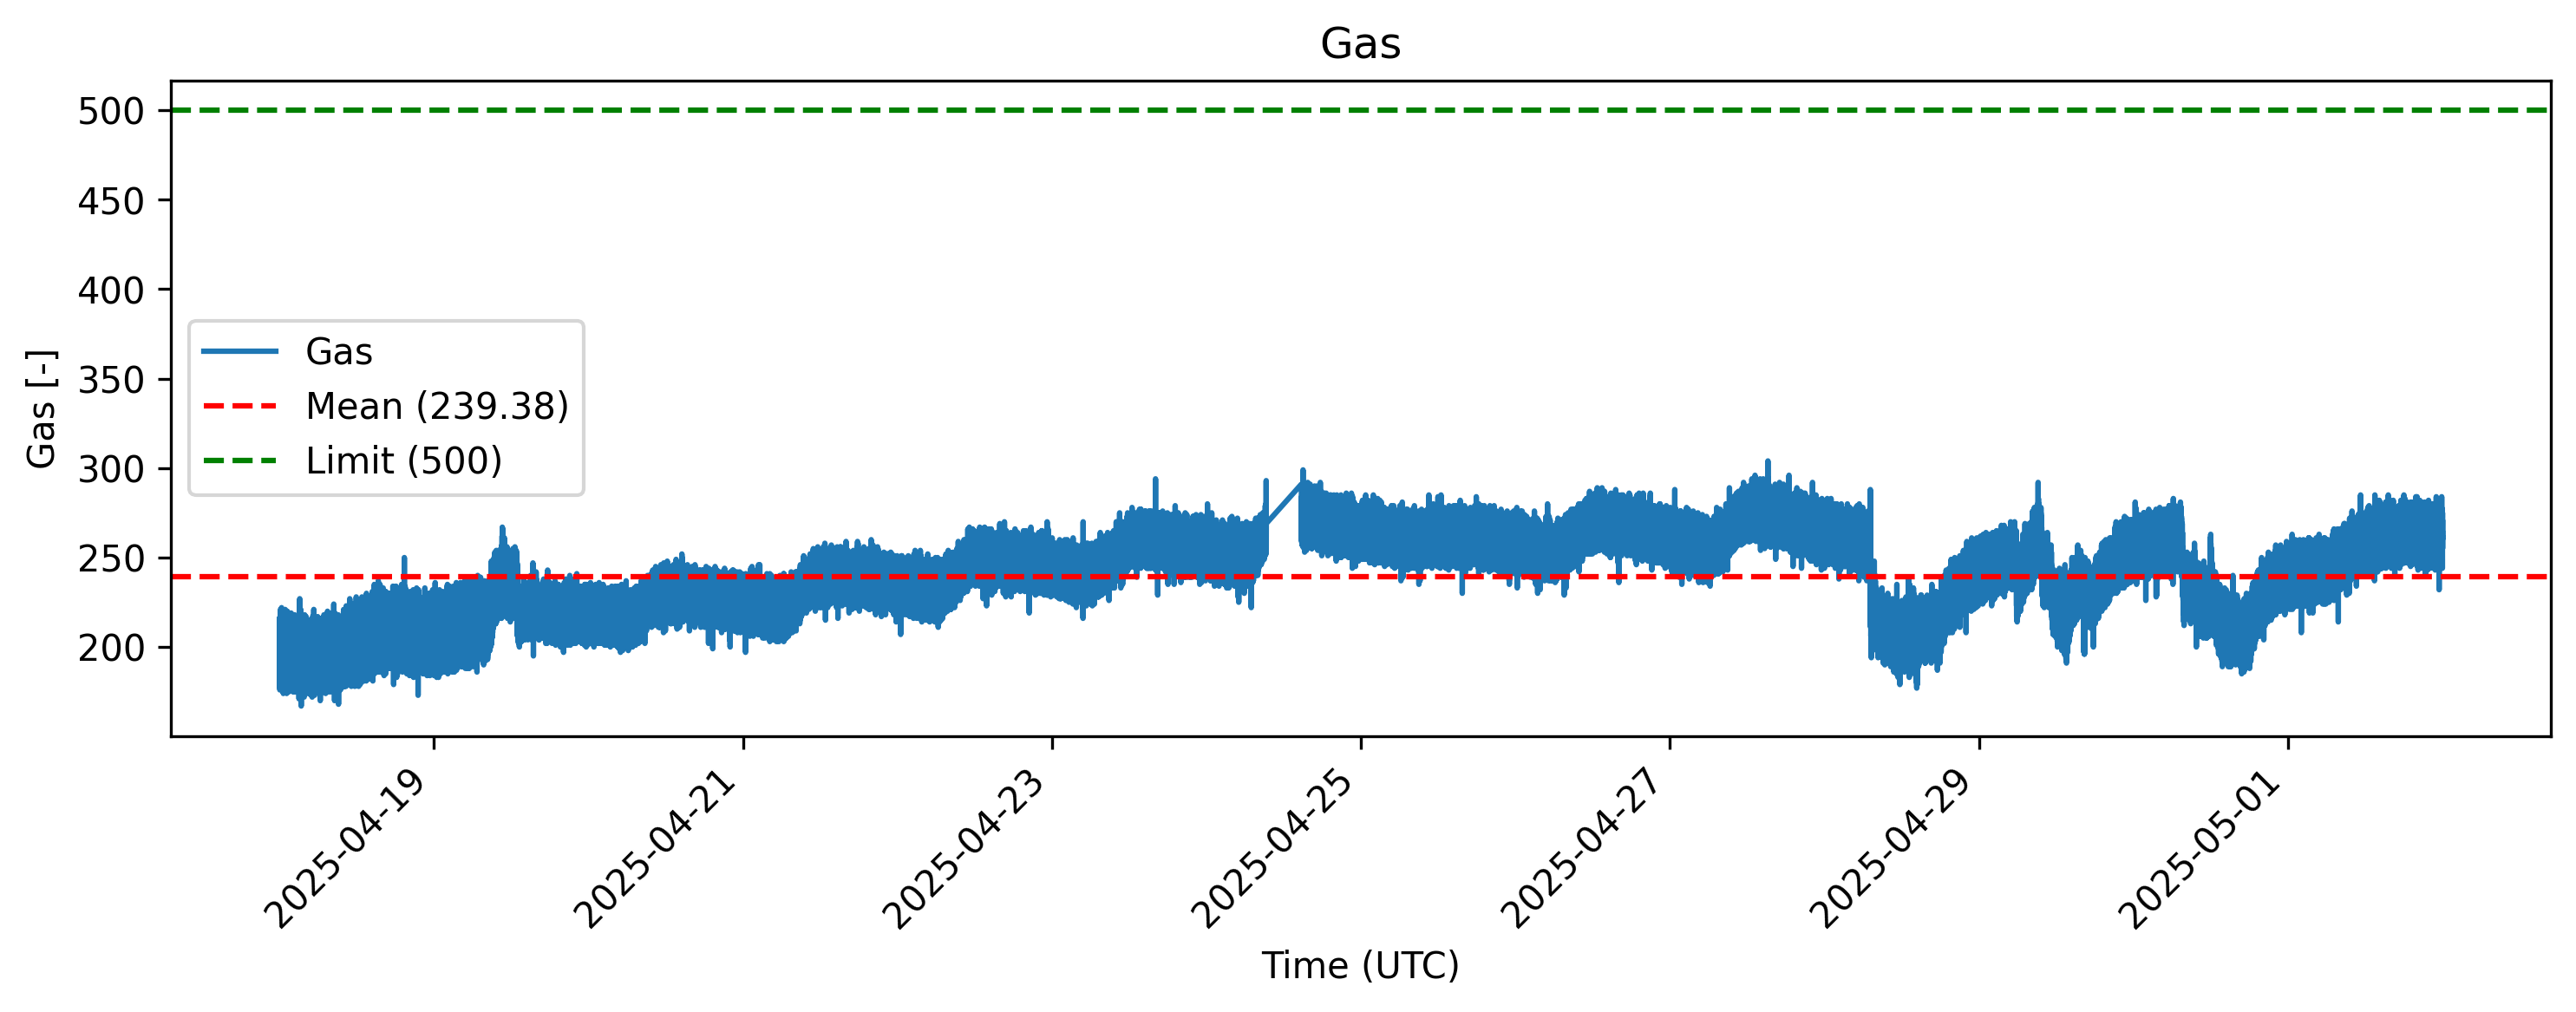 Gas
500
450
400
350
300
250
200
Gas [-]
Gas
Mean (239.38)
Limit (500)
2025-04-19
2025-04-21
2025-04-23
2025-04-25
2025-04-27
2025-04-29
2025-05-01
Time (UTC)